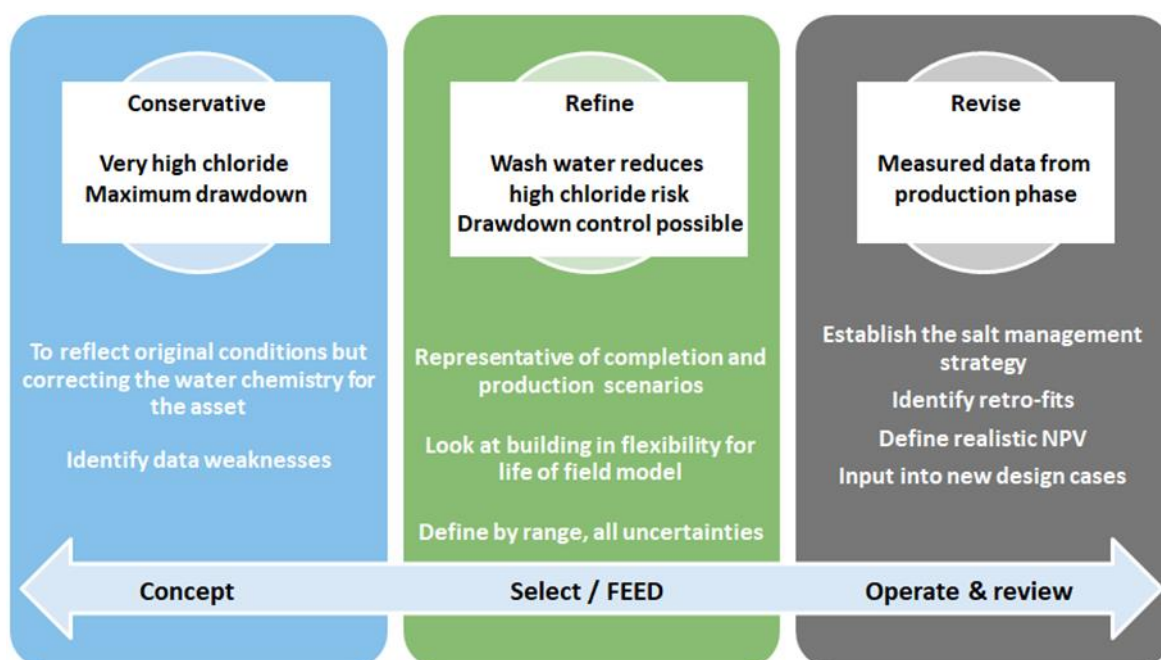 Conservative
Very high chloride
Maximum drawdown
To reflect original conditions but
correcting the water chemistry for
the asset
Identify data weaknesses
Concept
Refine
Wash water reduces
high chloride risk
Drawdown control possible
Representative of completion and
production scenarios
Look at building in flexibility for
life of field model
Define by range, all uncertainties
Select / FEED
Revise
Measured data from
production phase
Establish the salt management
strategy
Identify retro-fits
Define realistic NPV
Input into new design cases
Operate & review